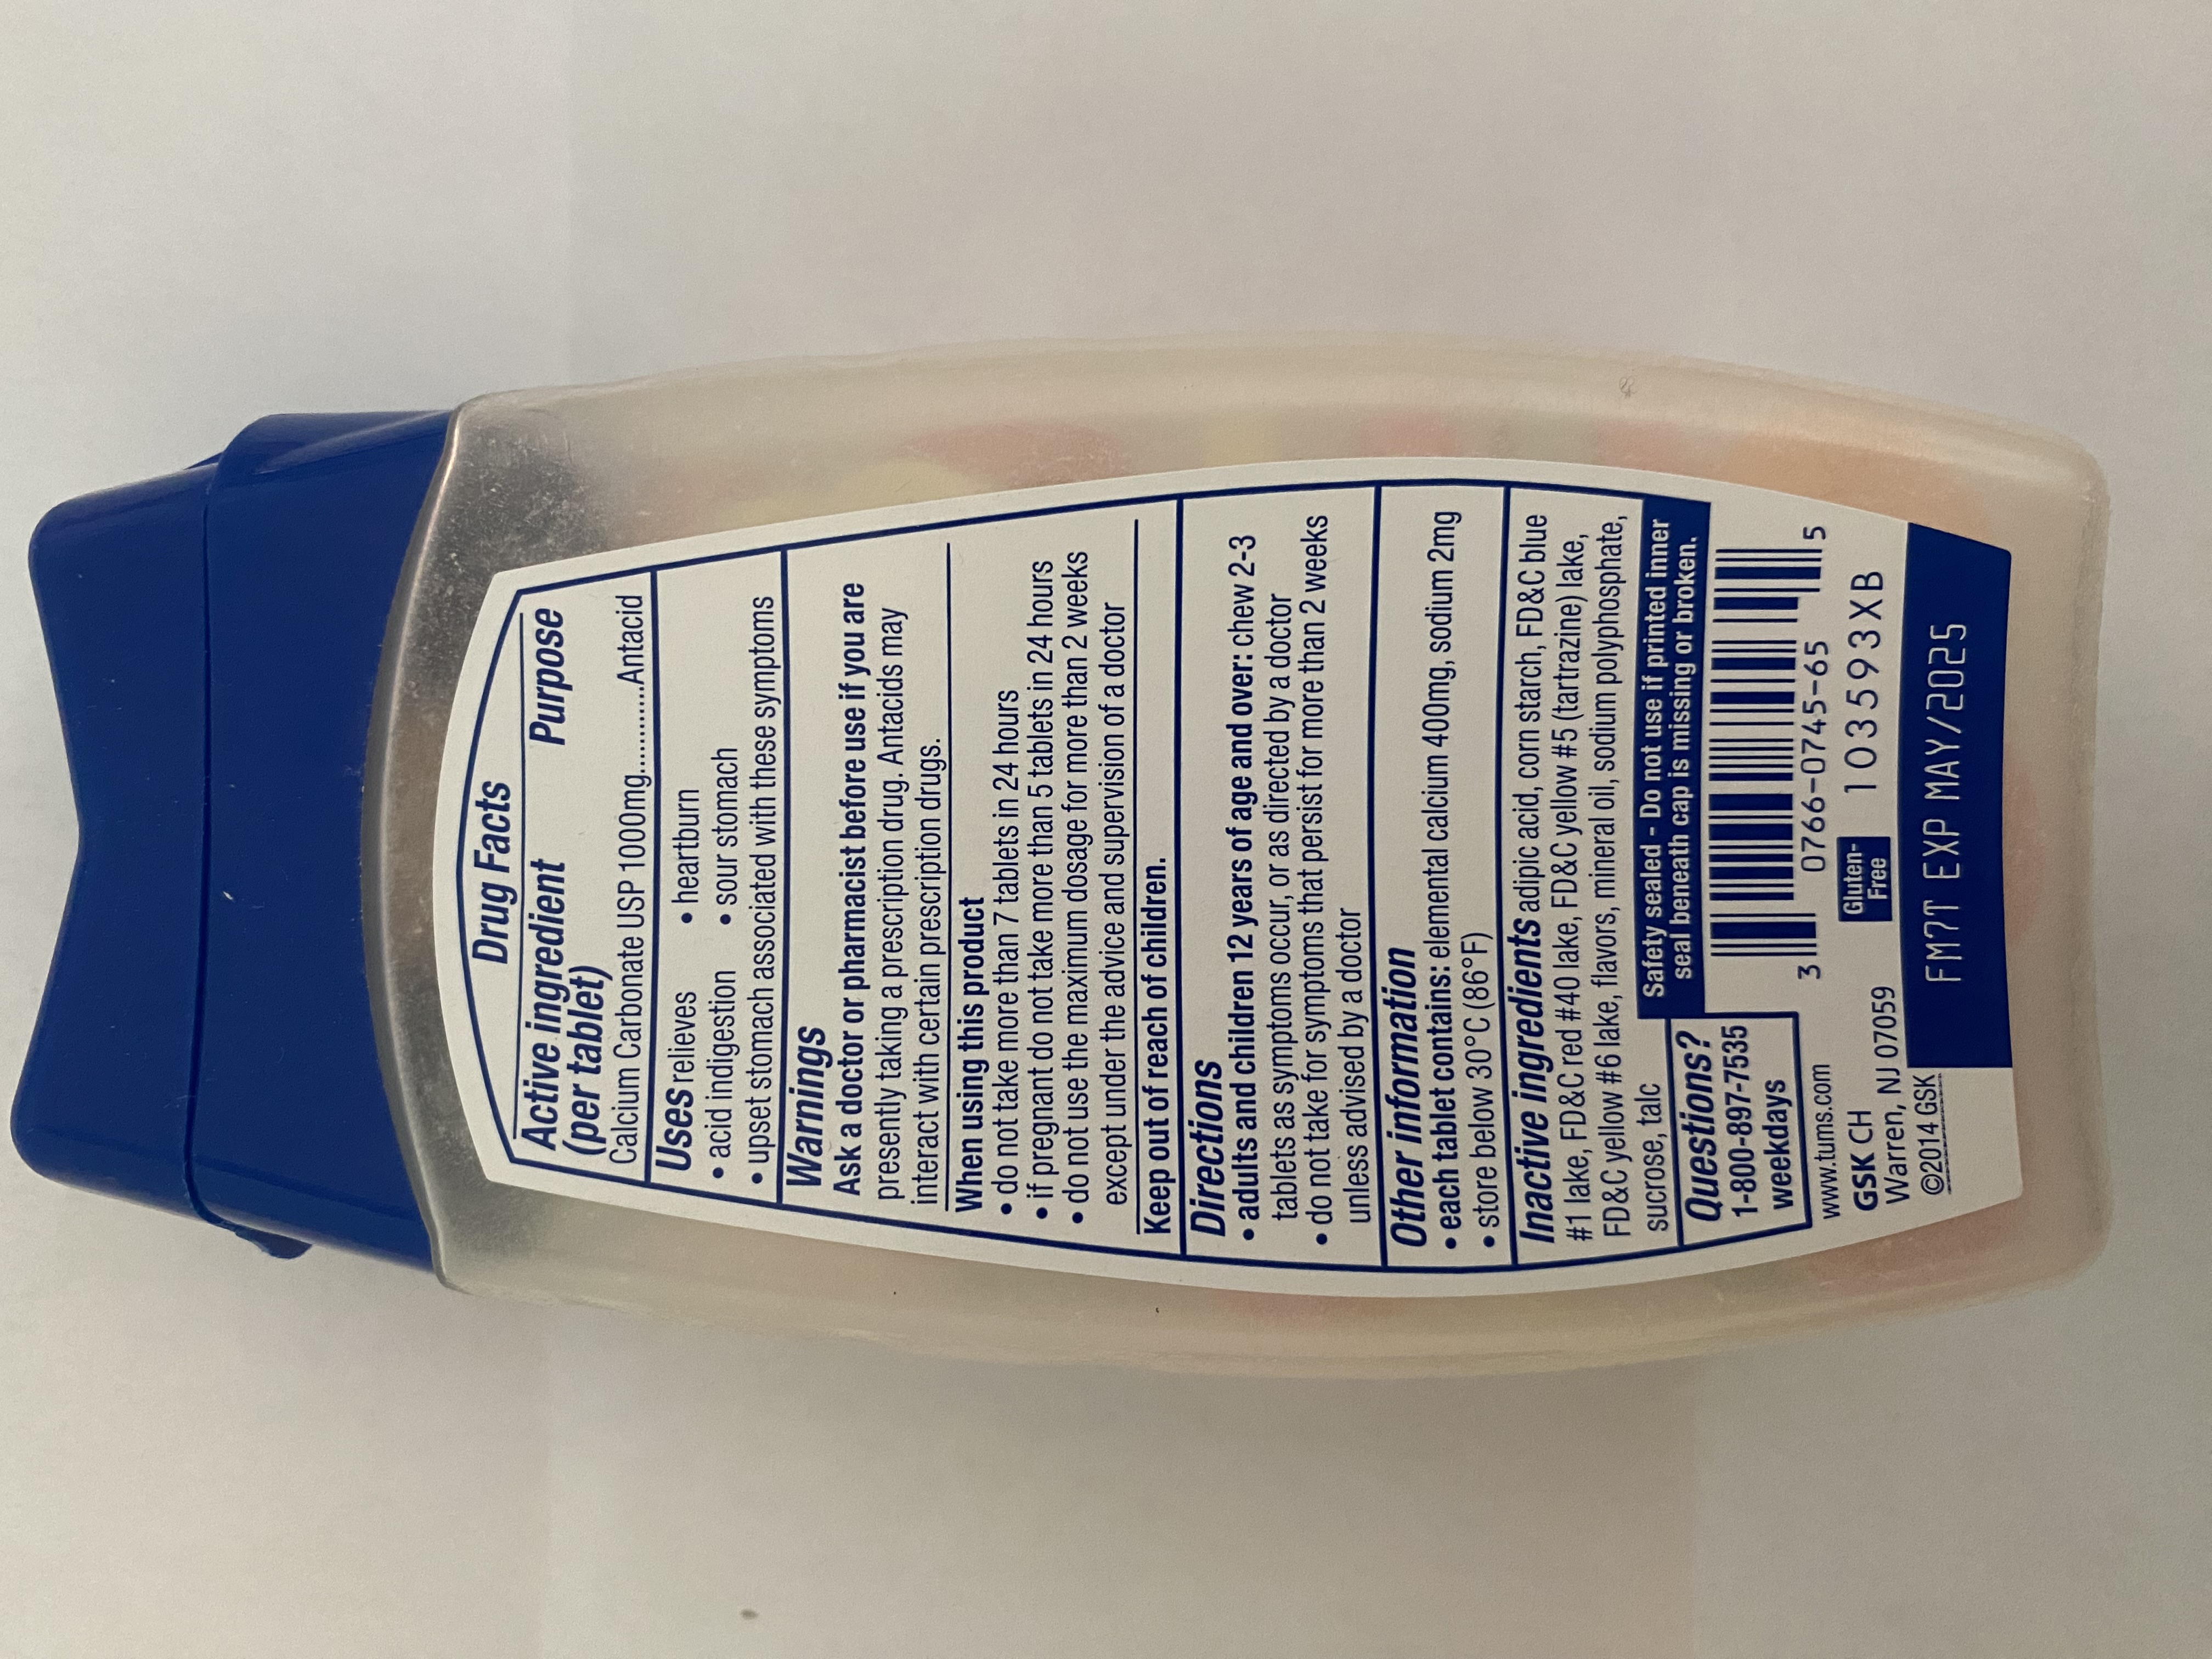 Drug Facts
Active ingredient Purpose
(per tablet)
Calcium Carbonate USP 1000mg............Antacid
Uses relieves • heartburn
• acid indigestion • sour stomach
• upset stomach associated with these symptoms
Warnings
Ask a doctor or pharmacist before use if you are
presently taking a prescription drug. Antacids may
interact with certain prescription drugs.
When using this product
• do not take more than 7 tablets in 24 hours
• if pregnant do not take more than 5 tablets in 24 hours
• do not use the maximum dosage for more than 2 weeks
except under the advice and supervision of a doctor
Keep out of reach of children.
Directions
• adults and children 12 years of age and over: chew 2-3
tablets as symptoms occur, or as directed by a doctor
• do not take for symptoms that persist for more than 2 weeks
unless advised by a doctor
Other information
• each tablet contains: elemental calcium 400mg, sodium 2mg
• store below 30°C (86°F)
Inactive ingredients adipic acid, corn starch, FD&C blue
#1 lake, FD&C red #40 lake, FD&C yellow #5 (tartrazine) lake,
FD&C yellow #6 lake, flavors, mineral oil, sodium polyphosphate,
sucrose, talc
Safety sealed - Do not use if printed inner
seal beneath cap is missing or broken.
Questions?
1-800-897-7535
weekdays
3 0766-0745-65 5
www.tums.com
GSK CH
Warren, NJ 07059
©2014 GSK
Gluten-
Free
103593XB
FM7T EXP MAY/2025